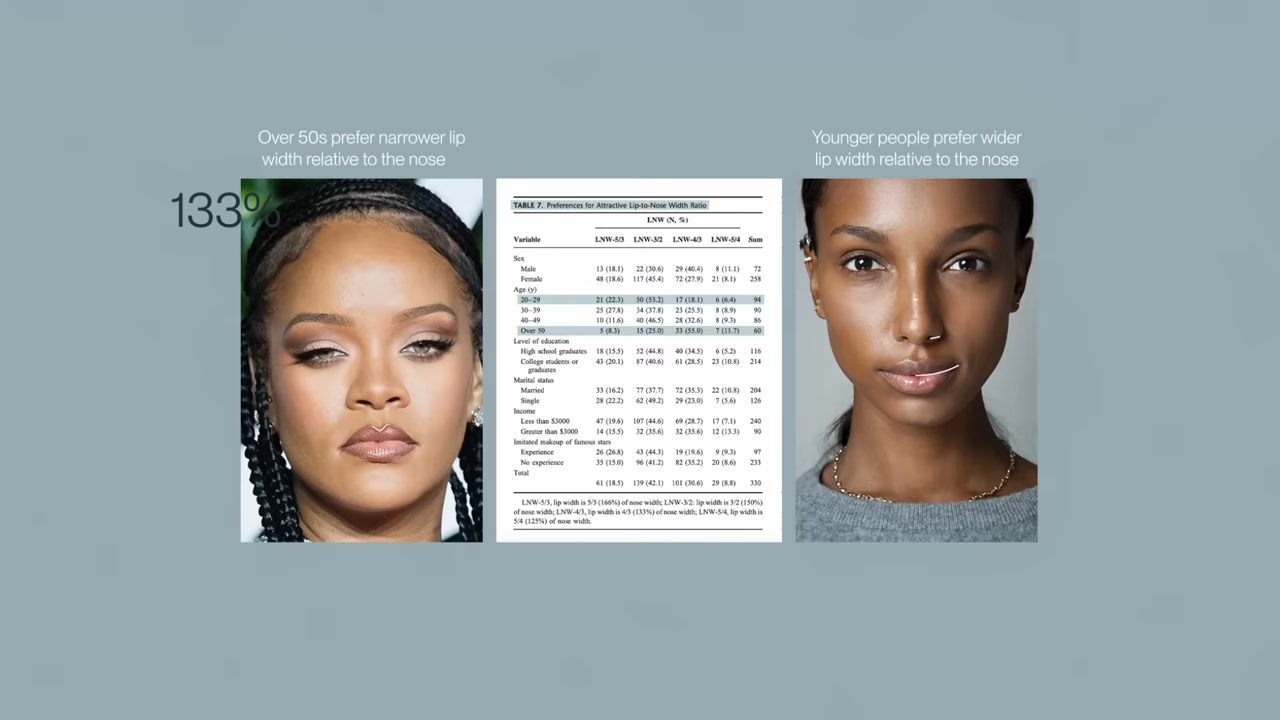 Over 50s prefer narrower lip
width relative to the nose
Younger people prefer wider
lip width relative to the nose
133%
TABLE 7. Preferences for Attractive Lip-to-Nose Width Ratio
LNW (N, %)
Variable LNW-5/3 LNW-3/2 LNW-4/3 LNW-5/4 Sum
Sex
Male 13 (18.1) 22 (30.6) 29 (40.4) 8 (11.1) 72
Female 48 (18.6) 117 (45.4) 72 (27.9) 21 (8.1) 258
Age (y)
20–29 21 (22.3) 50 (53.2) 17 (18.1) 6 (6.4) 94
30–39 25 (27.8) 34 (37.8) 23 (25.5) 8 (8.9) 90
40–49 10 (11.6) 40 (46.5) 28 (32.6) 8 (9.3) 86
Over 50 5 (8.3) 15 (25.0) 33 (55.0) 7 (11.7) 60
Level of education
High school graduates 18 (15.5) 52 (44.8) 40 (34.5) 6 (5.2) 116
College students or 43 (20.1) 87 (40.6) 61 (28.5) 23 (10.8) 214
graduates
Marital status
Married 33 (16.2) 77 (37.7) 72 (35.3) 22 (10.8) 204
Single 28 (22.2) 62 (49.2) 29 (23.0) 7 (5.6) 126
Income
Less than $3000 47 (19.6) 107 (44.6) 69 (28.7) 17 (7.1) 240
Greater than $3000 14 (15.5) 32 (35.6) 32 (35.6) 12 (13.3) 90
Imitated makeup of famous stars
Experience 26 (26.8) 43 (44.3) 19 (19.6) 9 (9.3) 97
No experience 35 (15.0) 96 (41.2) 82 (35.2) 20 (8.6) 233
Total
61 (18.5) 139 (42.1) 101 (30.6) 29 (8.8) 330
LNW-5/3, lip width is 5/3 (166%) of nose width; LNW-3/2: lip width is 3/2 (150%)
of nose width; LNW-4/3, lip width is 4/3 (133%) of nose width; LNW-5/4, lip width is
5/4 (125%) of nose width.